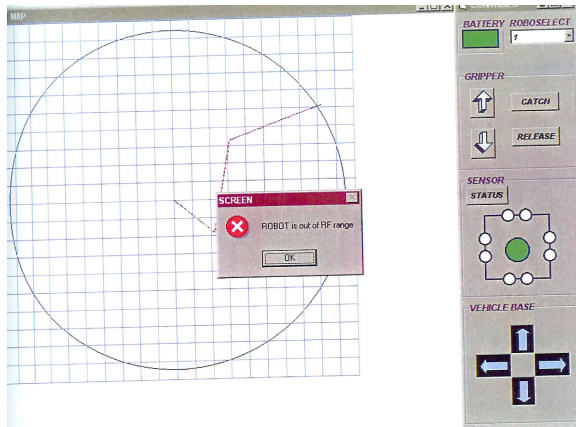 MAP
CONTROLS
BATTERY ROBOSELECT
1
GRIPPER
CATCH
RELEASE
SENSOR
STATUS
SCREEN
ROBOT is out of RF range
OK
VEHICLE BASE